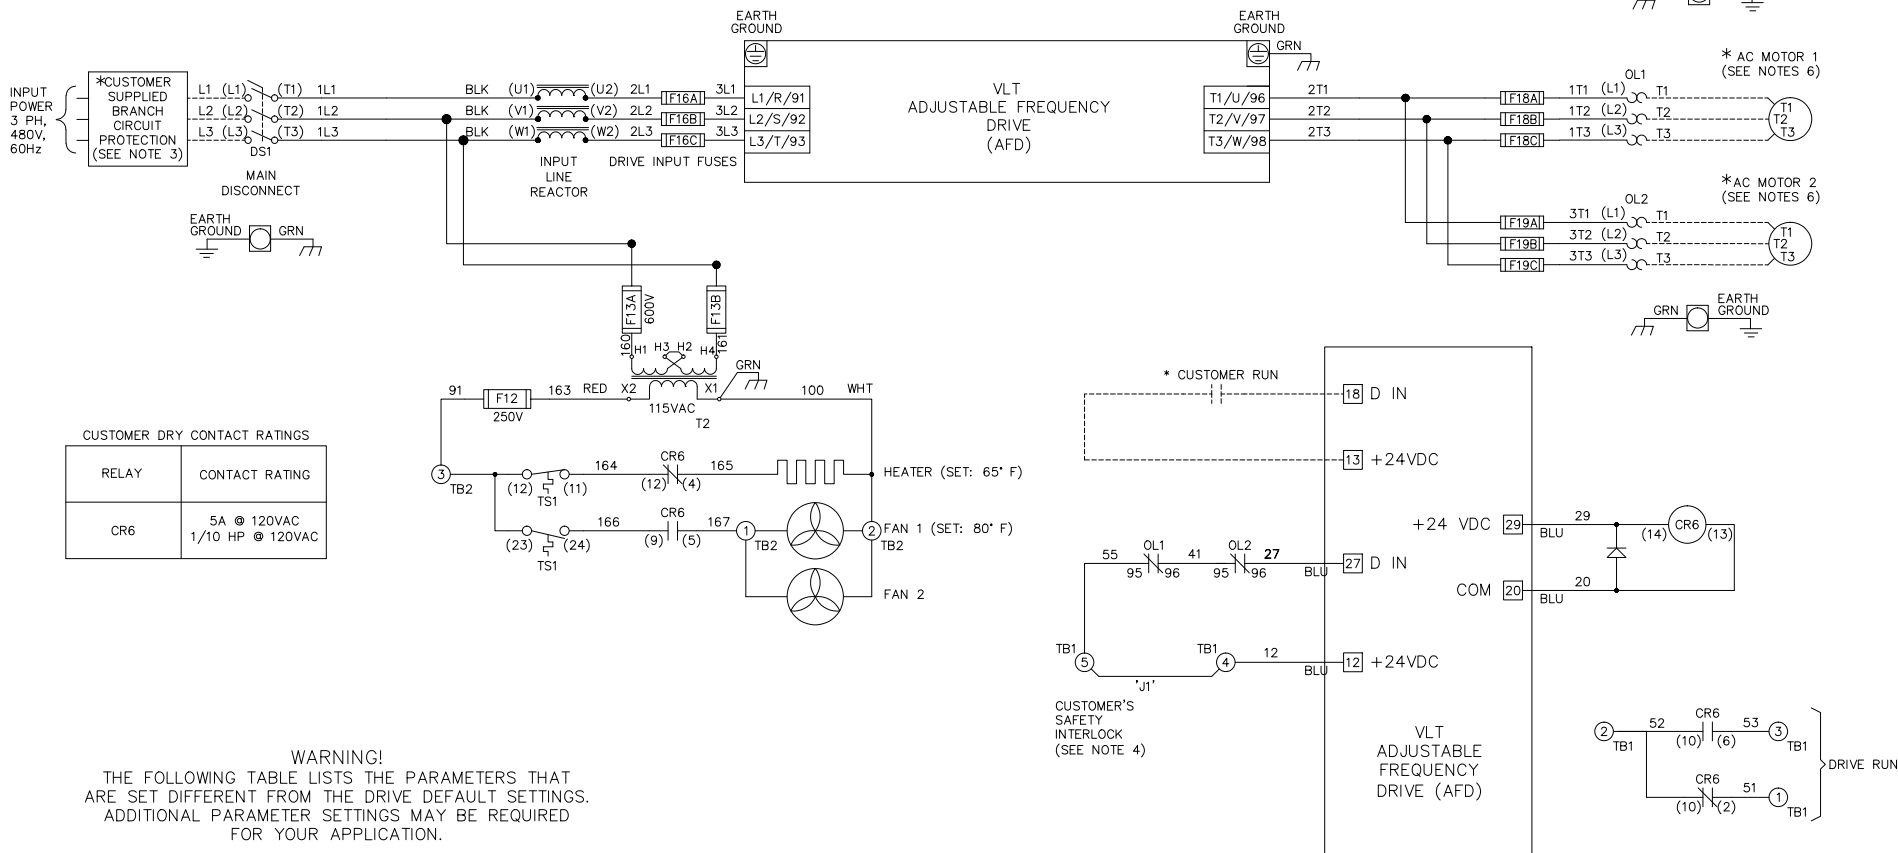 EARTH
GROUND
EARTH
GROUND
GRN
* AC MOTOR 1
(SEE NOTES 6)
INPUT
POWER
3 PH,
480V,
60Hz
*CUSTOMER
SUPPLIED
BRANCH
CIRCUIT
PROTECTION
(SEE NOTE 3)
L1 (L1) (T1) 1L1 BLK (U1) (U2) 2L1 F16A 3L1 L1/R/91
L2 (L2) (T2) 1L2 BLK (V1) (V2) 2L2 F16B 3L2 L2/S/92
L3 (L3) (T3) 1L3 BLK (W1) (W2) 2L3 F16C 3L3 L3/T/93
DS1
MAIN
DISCONNECT
INPUT
LINE
REACTOR
DRIVE INPUT FUSES
VLT
ADJUSTABLE FREQUENCY
DRIVE
(AFD)
T1/U/96 2T1 F18A 1T1 (L1) OL1 T1
T2/V/97 2T2 F18B 1T2 (L2) T2
T3/W/98 2T3 F18C 1T3 (L3) T3
T1
T2
T3
*AC MOTOR 2
(SEE NOTES 6)
OL2
F19A 3T1 (L1) T1
F19B 3T2 (L2) T2
F19C 3T3 (L3) T3
T1
T2
T3
EARTH
GROUND
GRN
GRN
EARTH
GROUND
F13A
600V
F13B
160
161
H1 H3 H2 H4
GRN
91 F12 163 RED X2 X1 100 WHT
250V
115VAC
T2
CUSTOMER DRY CONTACT RATINGS
RELAY CONTACT RATING
CR6 5A @ 120VAC
1/10 HP @ 120VAC
3
TB2
(12) (11) 164 CR6 (12) (4) 165
TS1
HEATER (SET: 65° F)
(23) (24) 166 CR6 (9) (5) 167 1 TB2
TS1
2 TB2
FAN 1 (SET: 80° F)
FAN 2
* CUSTOMER RUN
18 D IN
13 +24VDC
+24 VDC 29 29
BLU
CR6
(14) (13)
55 OL1 41 OL2 27
95 96 95 96 BLU
27 D IN
COM 20 20
BLU
TB1 5
'J1'
TB1 4 12 BLU
12 +24VDC
CUSTOMER'S
SAFETY
INTERLOCK
(SEE NOTE 4)
VLT
ADJUSTABLE
FREQUENCY
DRIVE (AFD)
2 TB1 52 CR6 53 3 TB1
(10) (6)
DRIVE RUN
CR6 51 1 TB1
(10) (2)
WARNING!
THE FOLLOWING TABLE LISTS THE PARAMETERS THAT
ARE SET DIFFERENT FROM THE DRIVE DEFAULT SETTINGS.
ADDITIONAL PARAMETER SETTINGS MAY BE REQUIRED
FOR YOUR APPLICATION.